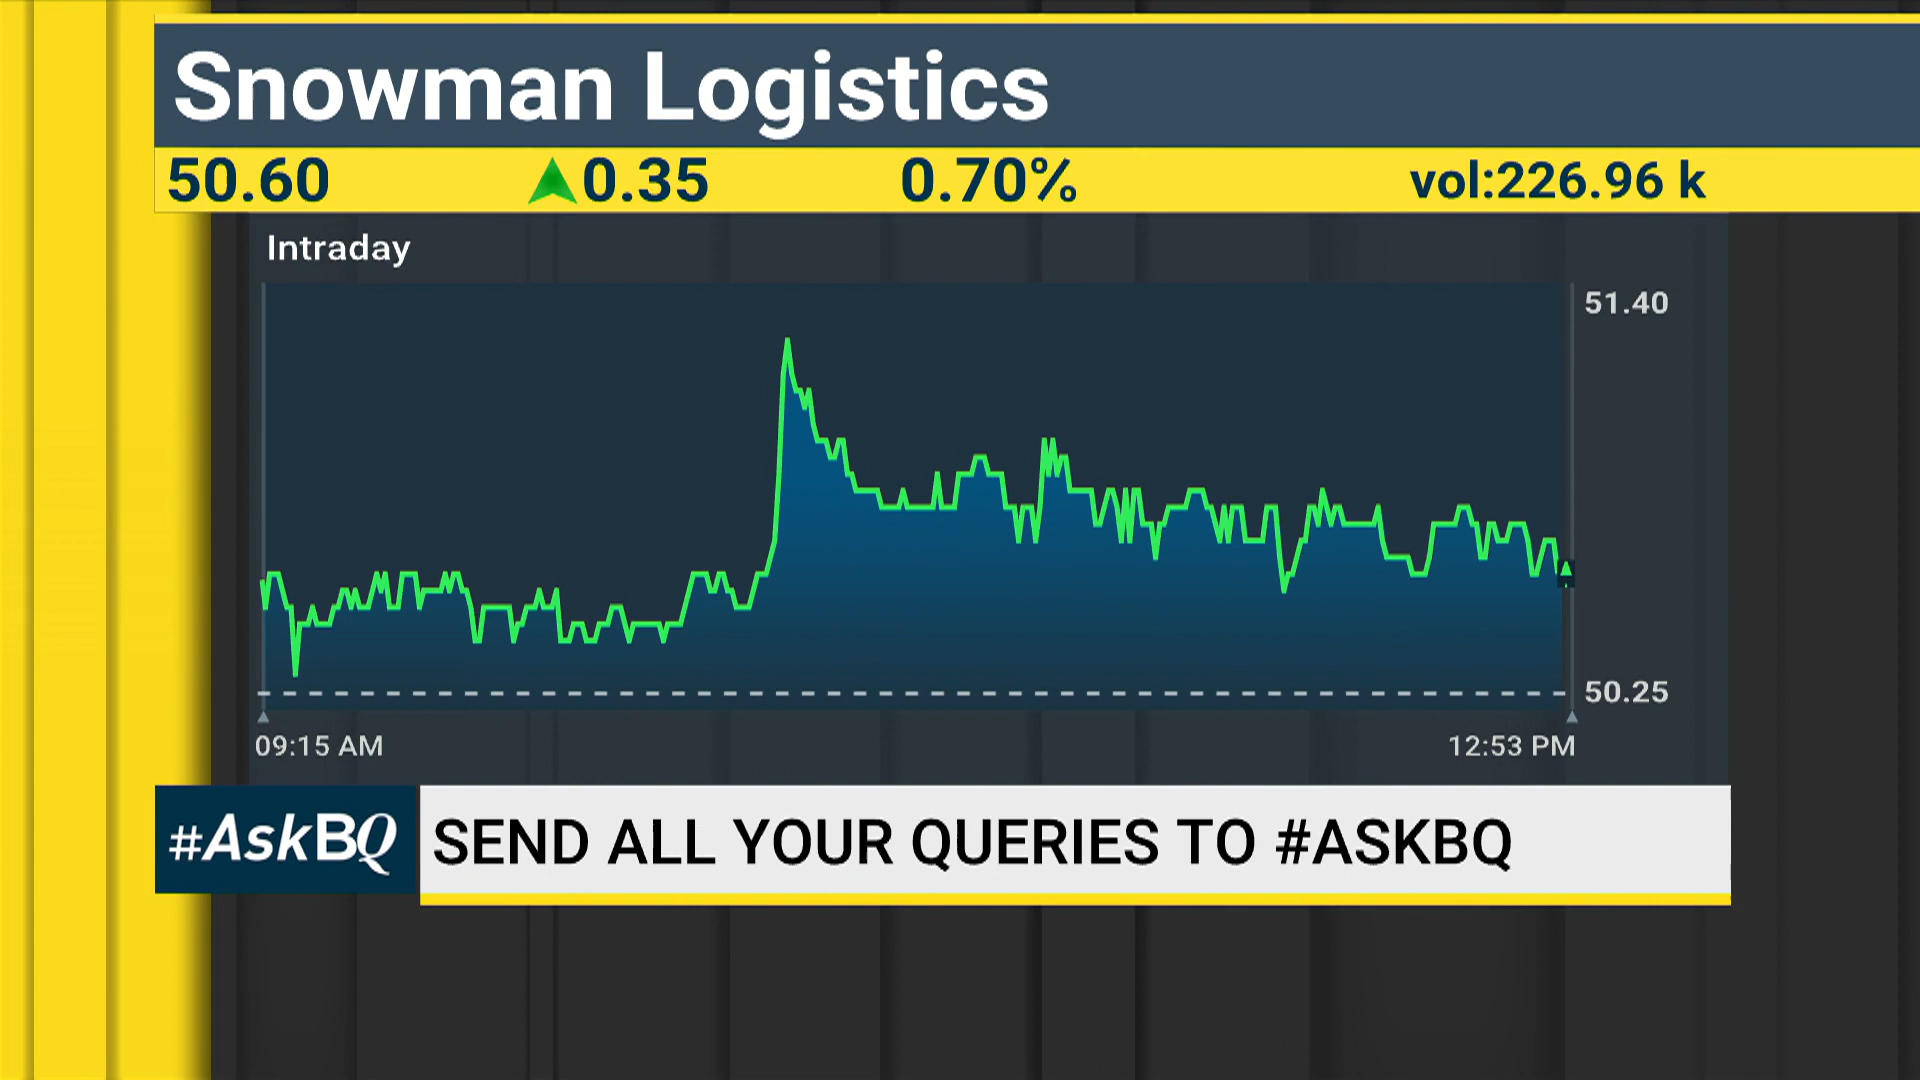 Snowman Logistics
50.60 ▲0.35 0.70% vol:226.96 k
Intraday
51.40
50.25
09:15 AM 12:53 PM
#AskBQ SEND ALL YOUR QUERIES TO #ASKBQ